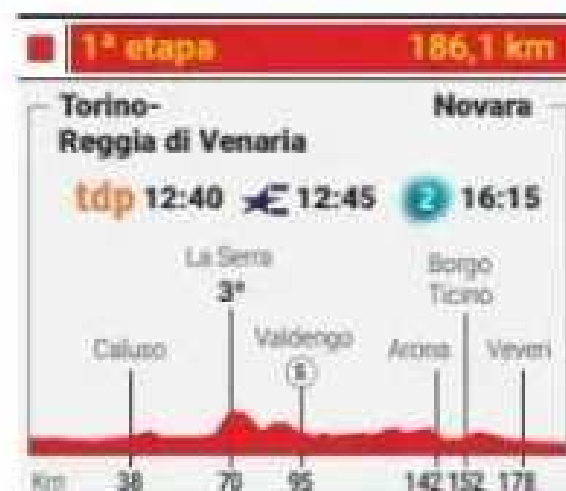 1ª etapa 186,1 km
Torino- Novara
Reggia di Venaria
tdp 12:40 12:45 2 16:15
La Serra
3ª
Borgo
Ticino
Caluso Valdengo Arona Veveri
S
Km 38 70 95 142 152 178